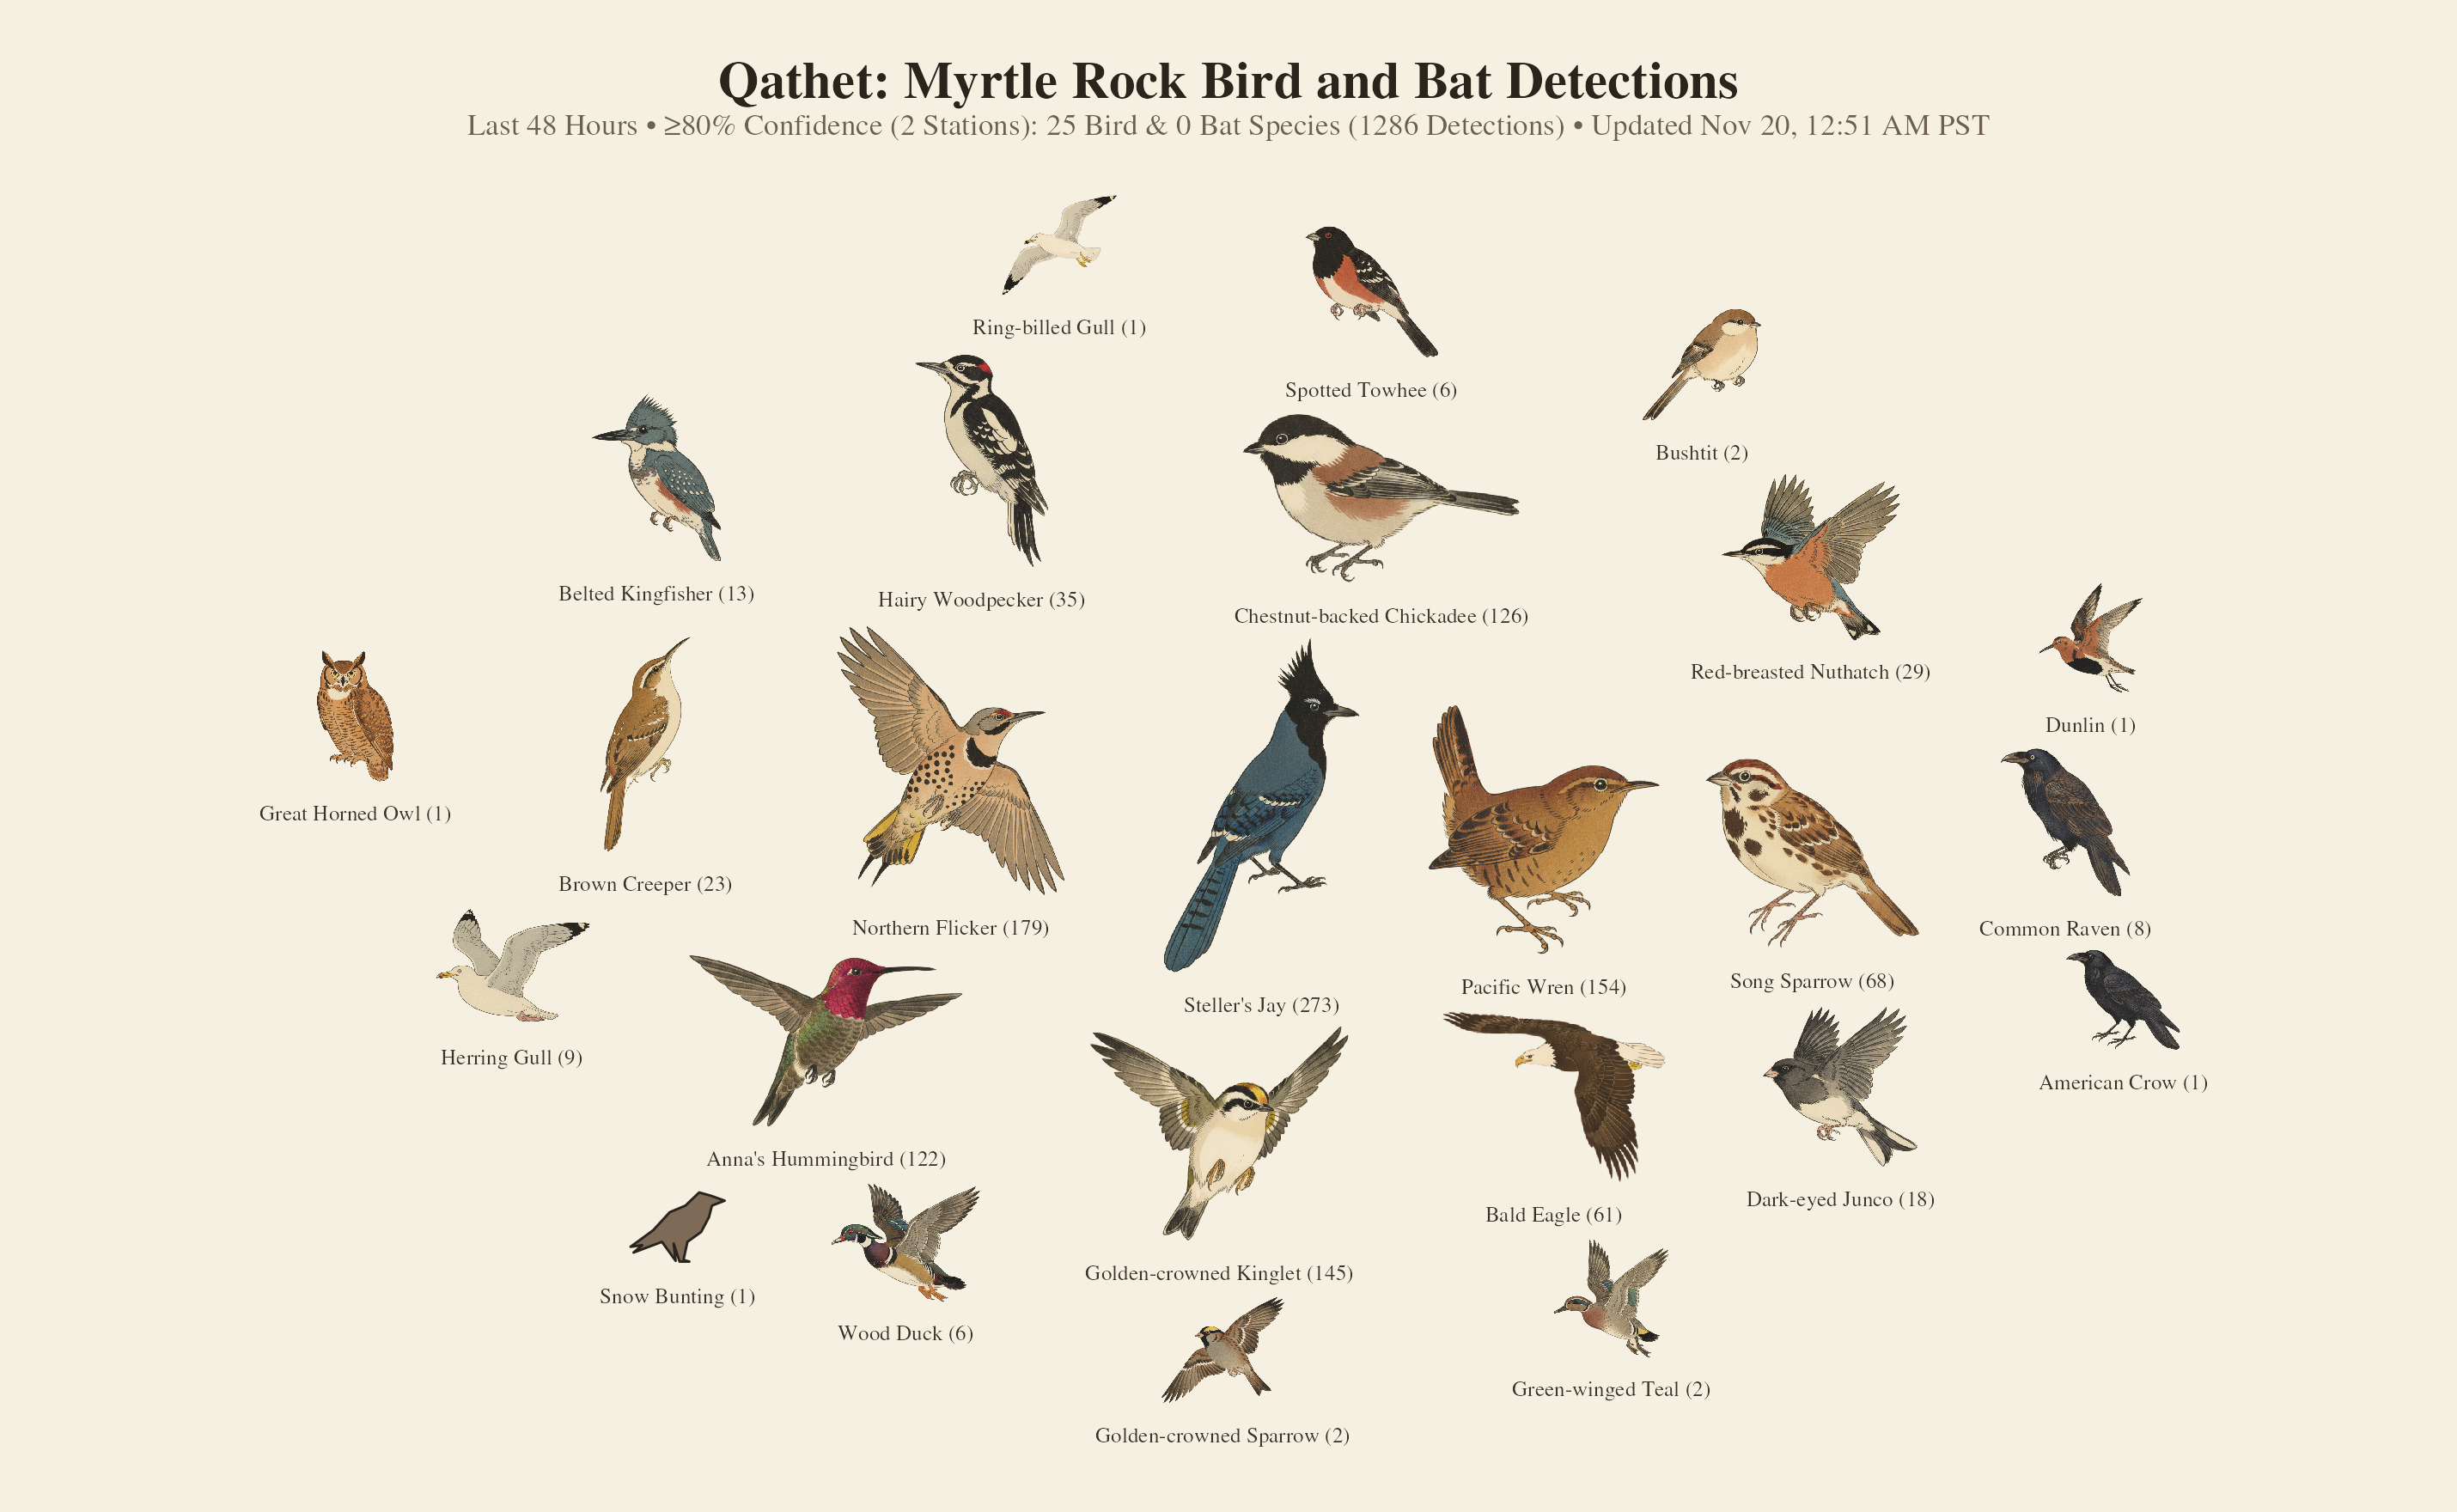 Qathet: Myrtle Rock Bird and Bat Detections
Last 48 Hours • ≥80% Confidence (2 Stations): 25 Bird & 0 Bat Species (1286 Detections) • Updated Nov 20, 12:51 AM PST
Ring-billed Gull (1)
Spotted Towhee (6)
Bushtit (2)
Belted Kingfisher (13)
Hairy Woodpecker (35)
Chestnut-backed Chickadee (126)
Red-breasted Nuthatch (29)
Dunlin (1)
Great Horned Owl (1)
Brown Creeper (23)
Northern Flicker (179)
Steller's Jay (273)
Pacific Wren (154)
Song Sparrow (68)
Common Raven (8)
Herring Gull (9)
Anna's Hummingbird (122)
American Crow (1)
Golden-crowned Kinglet (145)
Bald Eagle (61)
Dark-eyed Junco (18)
Snow Bunting (1)
Wood Duck (6)
Green-winged Teal (2)
Golden-crowned Sparrow (2)